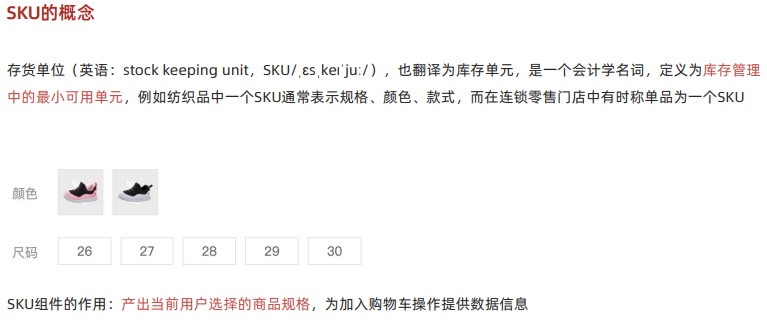 SKU的概念
存货单位（英语：stock keeping unit，SKU/ˌɛsˌkeɪˈjuː/），也翻译为库存单元，是一个会计学名词，定义为库存管理
中的最小可用单元，例如纺织品中一个SKU通常表示规格、颜色、款式，而在连锁零售门店中有时称单品为一个SKU
颜色
尺码 26 27 28 29 30
SKU组件的作用：产出当前用户选择的商品规格，为加入购物车操作提供数据信息